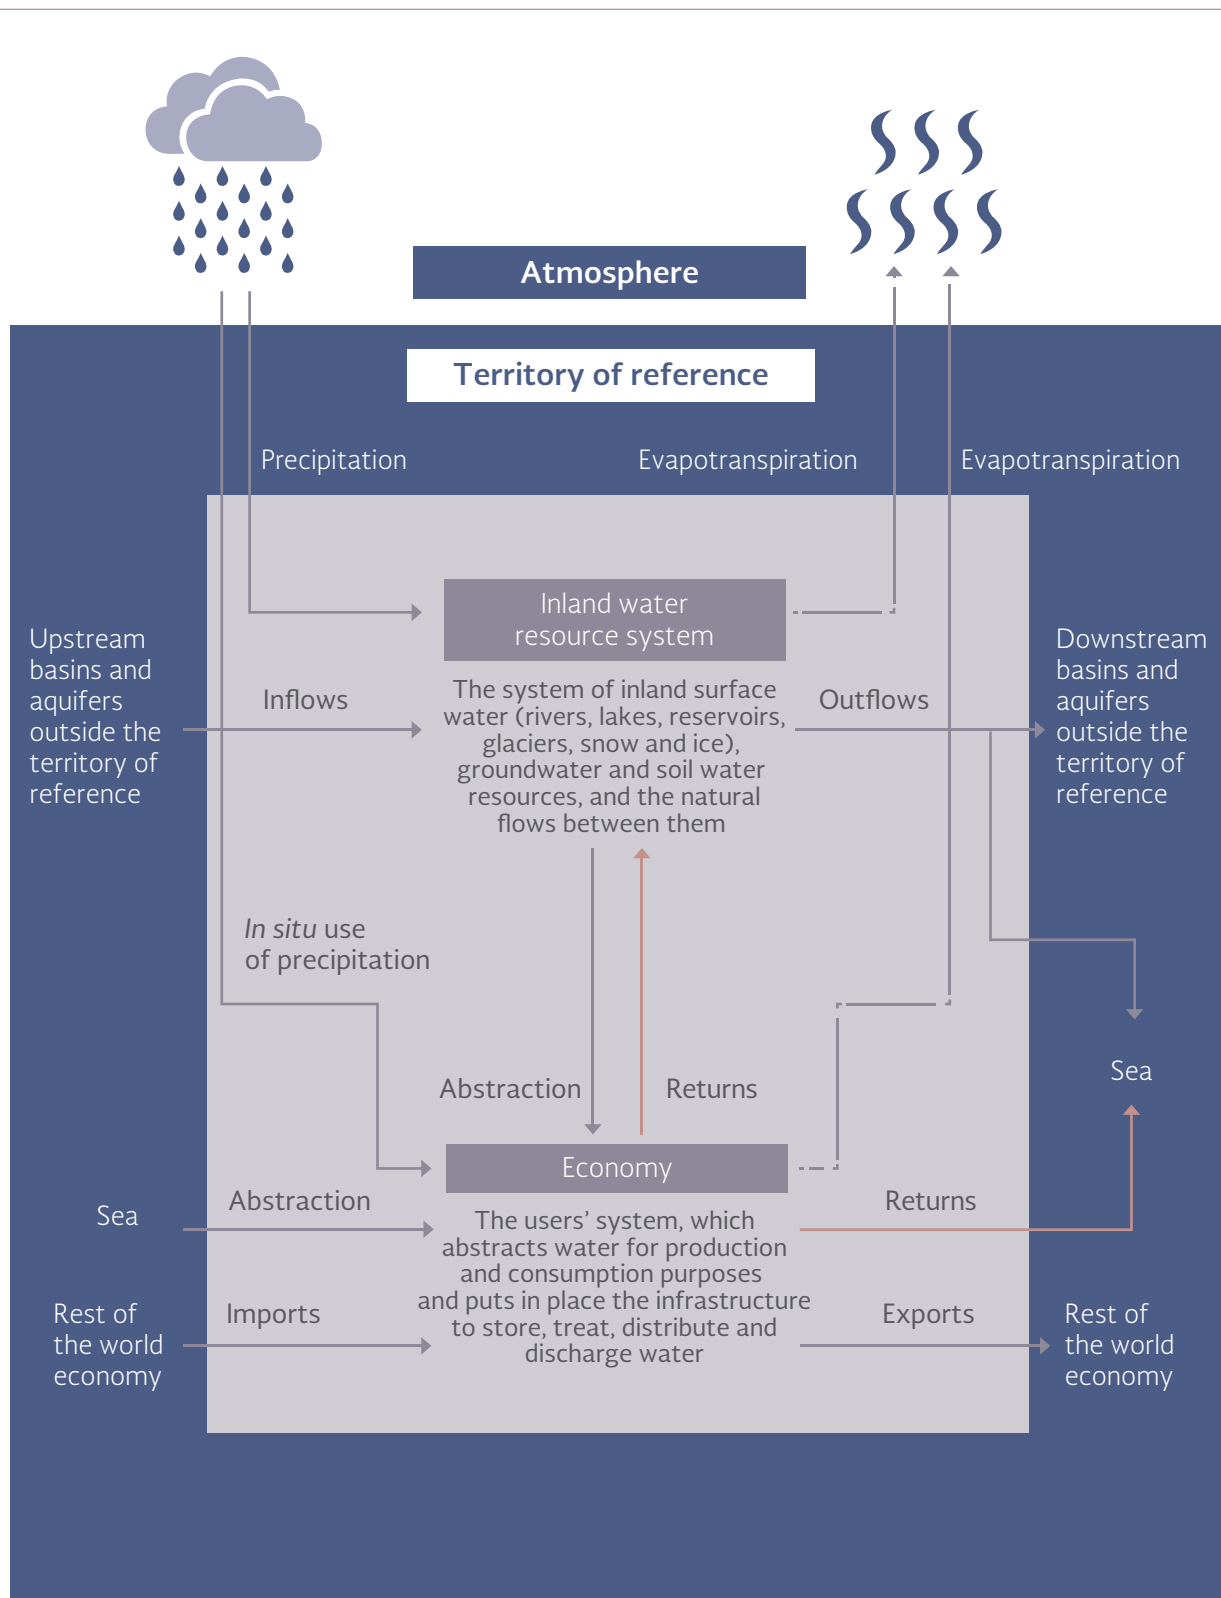 Atmosphere
Territory of reference
Precipitation
Evapotranspiration
Evapotranspiration
Inland water
resource system
Upstream
basins and
aquifers
outside the
territory of
reference
Inflows
The system of inland surface
water (rivers, lakes, reservoirs,
glaciers, snow and ice),
groundwater and soil water
resources, and the natural
flows between them
Outflows
Downstream
basins and
aquifers
outside the
territory of
reference
In situ use
of precipitation
Abstraction
Returns
Sea
Economy
Sea
Abstraction
The users’ system, which
abstracts water for production
and consumption purposes
and puts in place the infrastructure
to store, treat, distribute and
discharge water
Returns
Rest of
the world
economy
Imports
Exports
Rest of
the world
economy